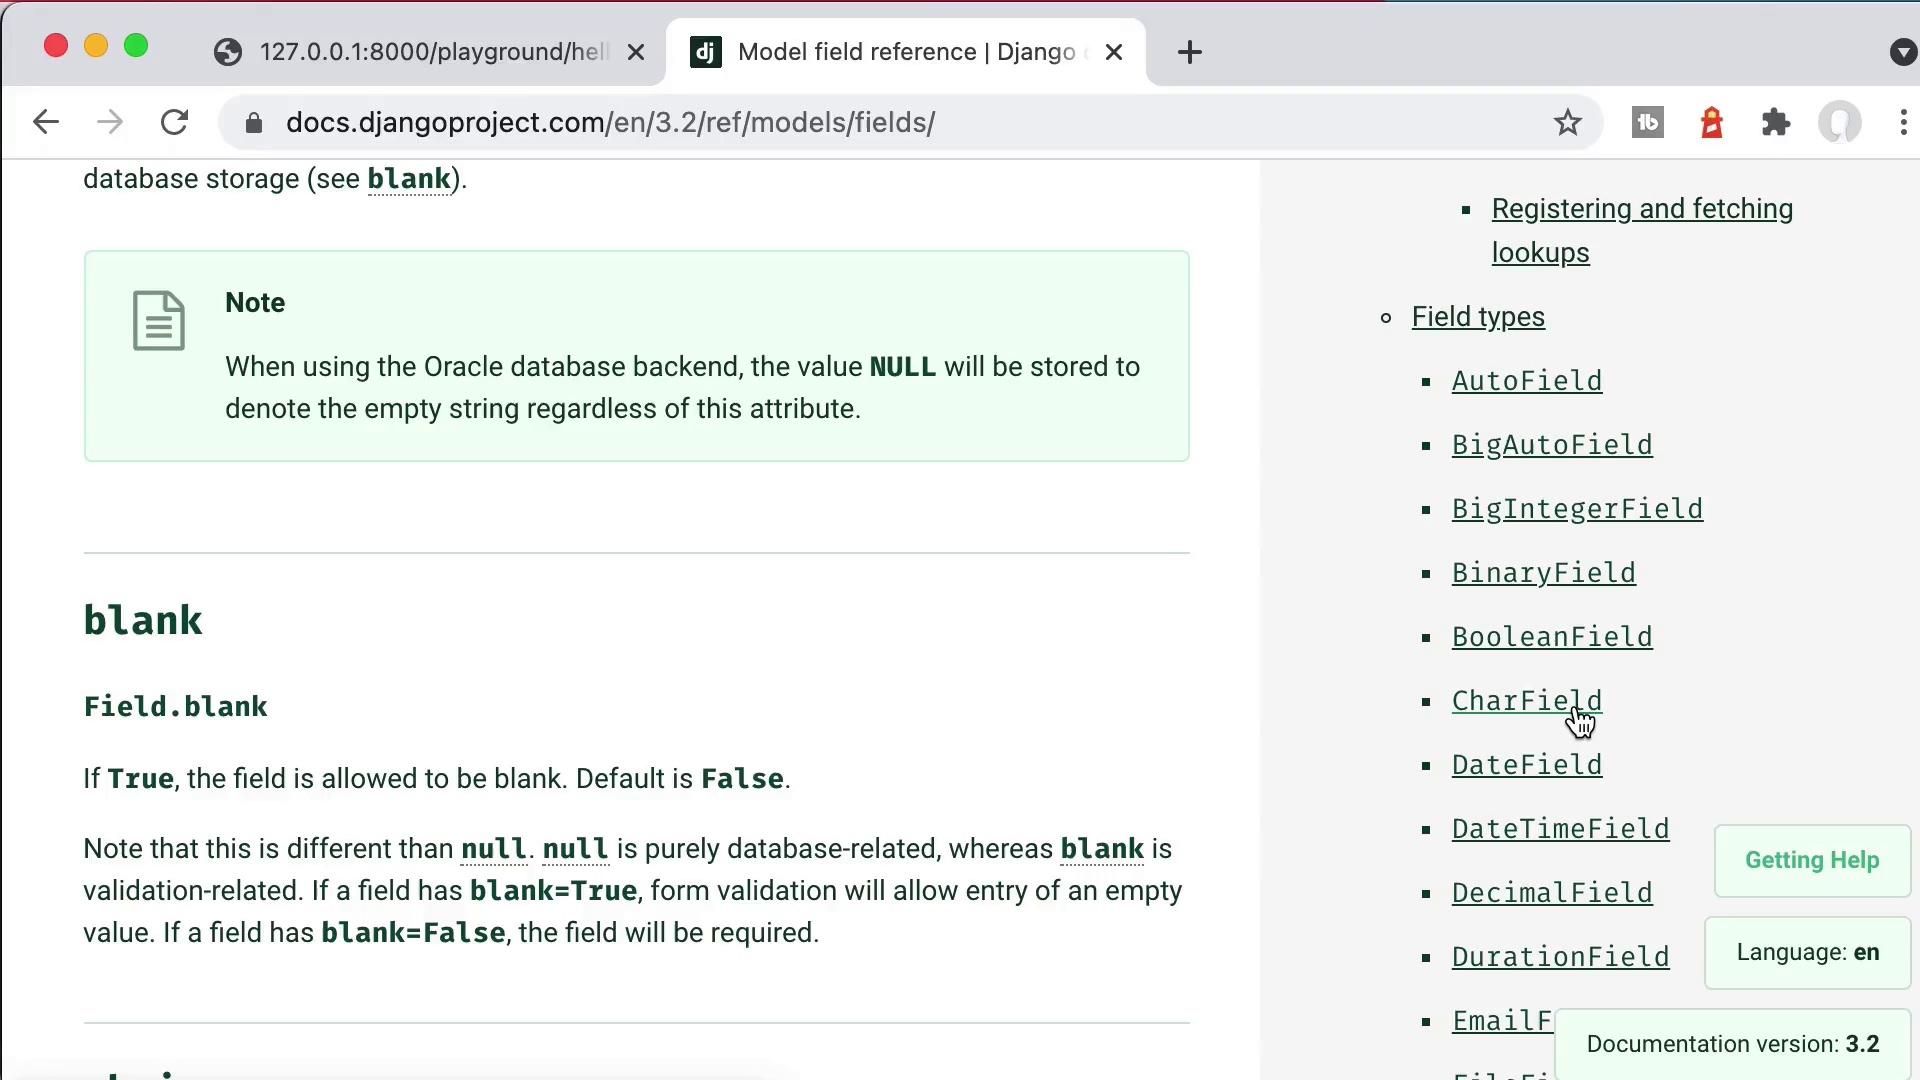 127.0.0.1:8000/playground/hell
Model field reference | Django
docs.djangoproject.com/en/3.2/ref/models/fields/
database storage (see blank).
Note
When using the Oracle database backend, the value NULL will be stored to
denote the empty string regardless of this attribute.
blank
Field.blank
If True, the field is allowed to be blank. Default is False.
Note that this is different than null. null is purely database-related, whereas blank is
validation-related. If a field has blank=True, form validation will allow entry of an empty
value. If a field has blank=False, the field will be required.
Registering and fetching
lookups
Field types
AutoField
BigAutoField
BigIntegerField
BinaryField
BooleanField
CharField
DateField
DateTimeField
DecimalField
DurationField
EmailF
Getting Help
Language: en
Documentation version: 3.2